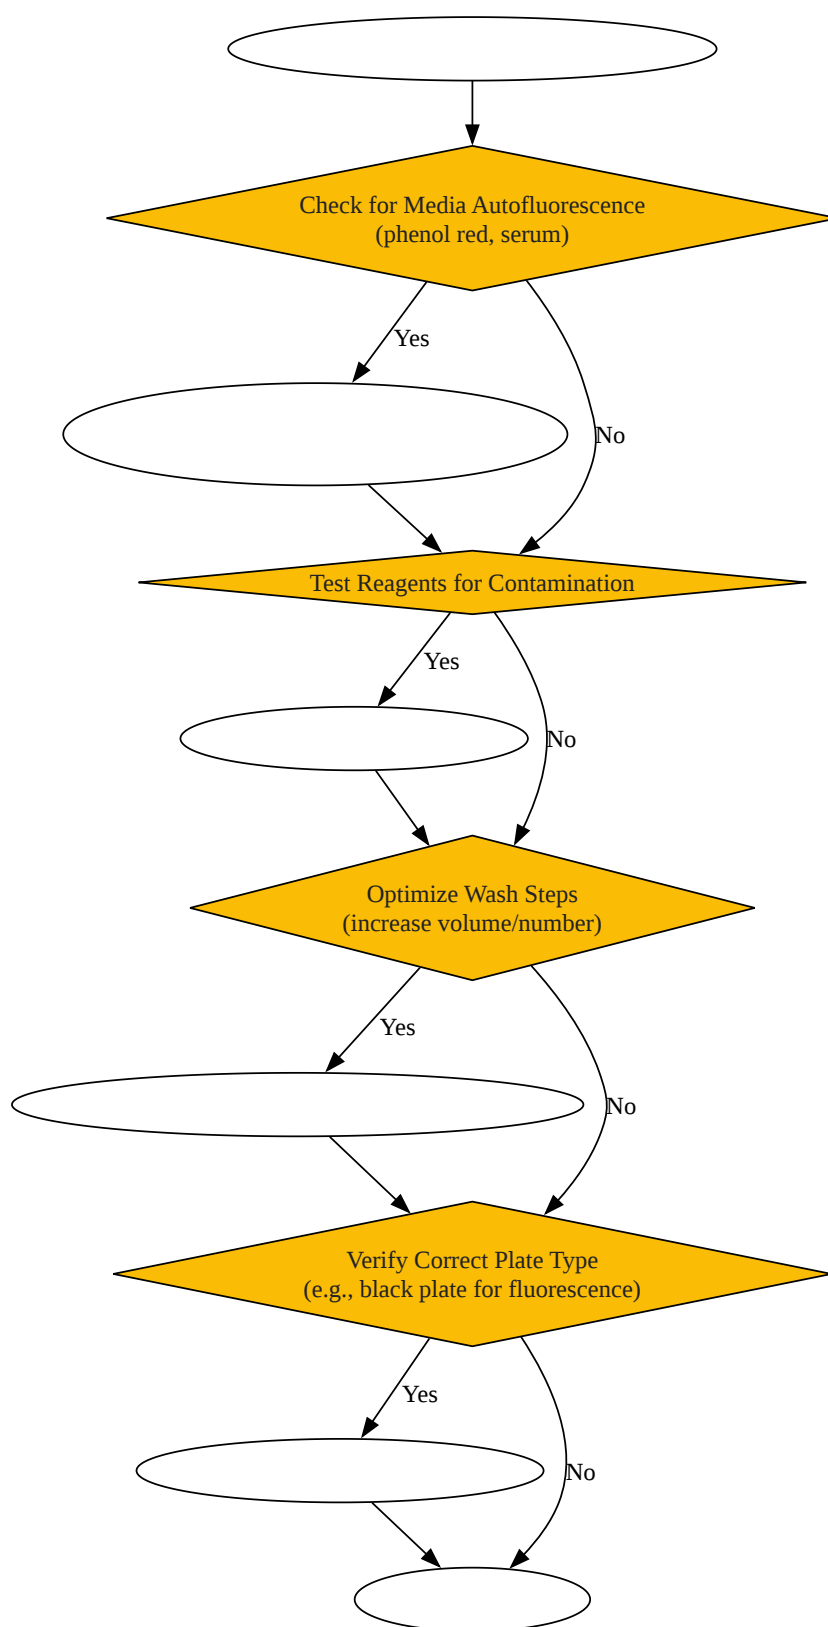 Check for Media Autofluorescence
(phenol red, serum)
Yes
No
Test Reagents for Contamination
Yes
No
Optimize Wash Steps
(increase volume/number)
Yes
No
Verify Correct Plate Type
(e.g., black plate for fluorescence)
Yes
No